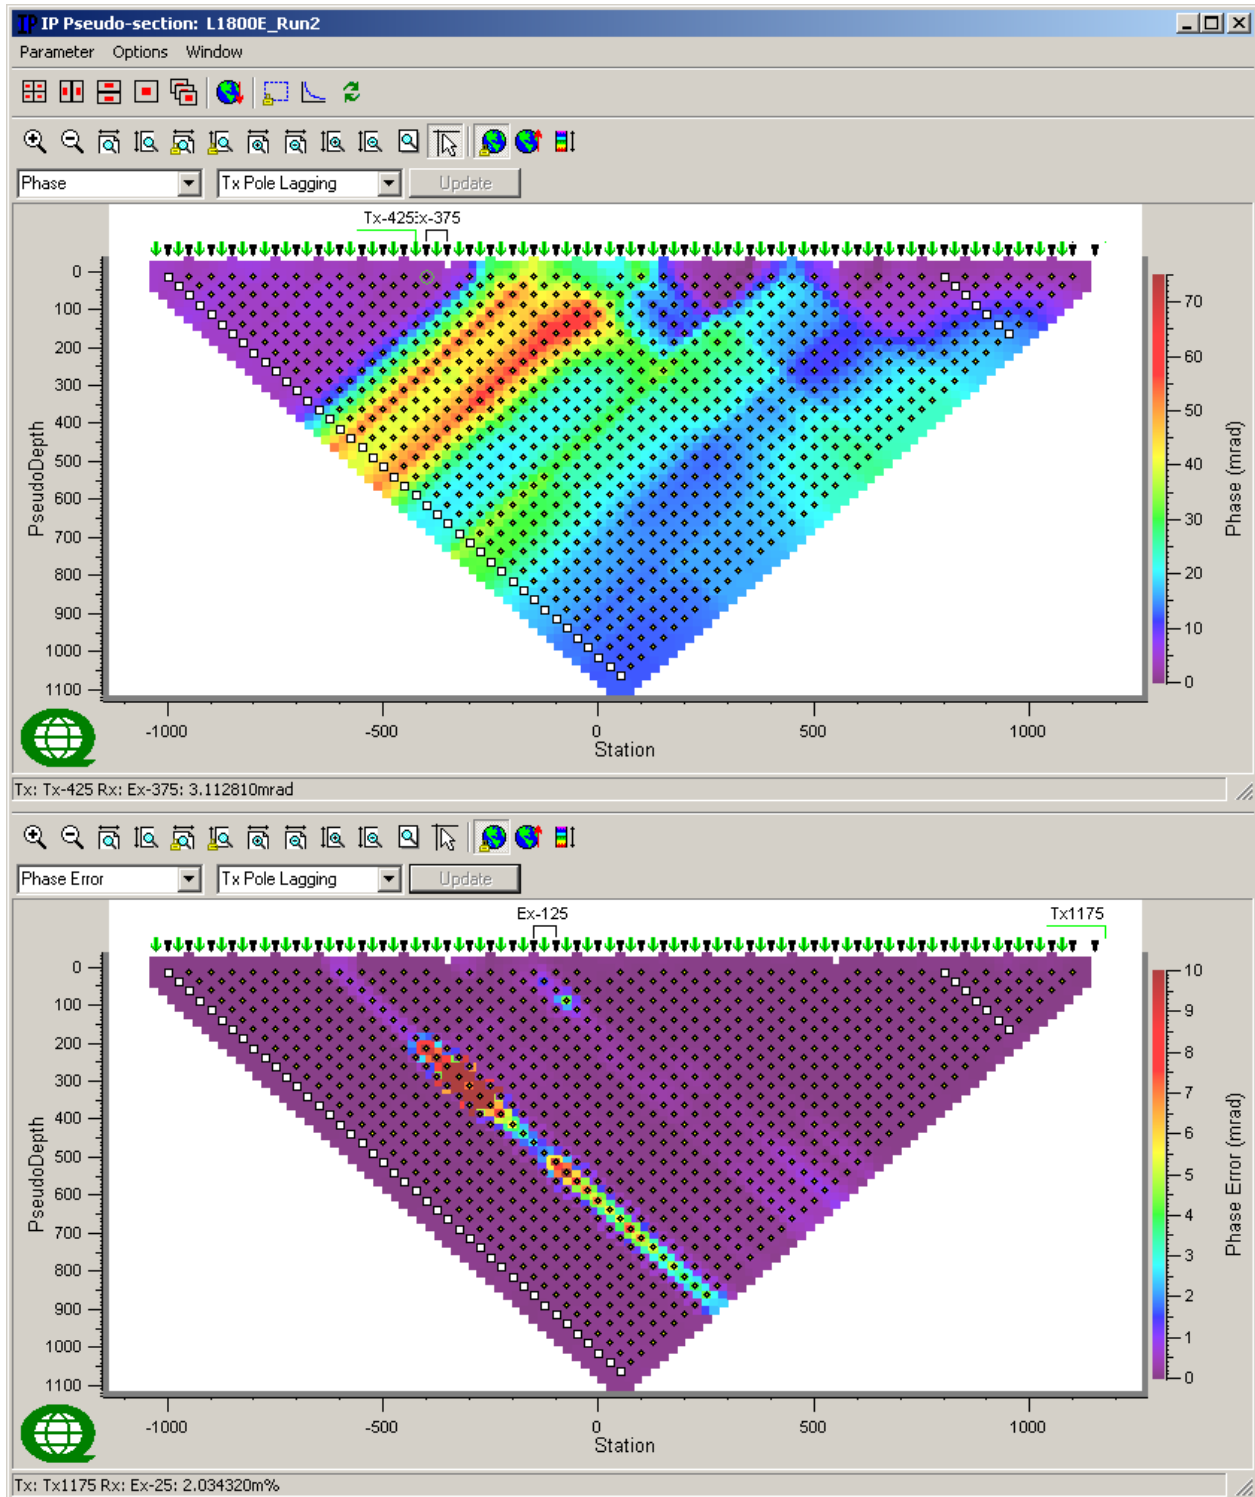 IP IP Pseudo-section: L1800E_Run2
Parameter Options Window
Phase Tx Pole Lagging Update
Tx-425 Ex-375
0
100
200
300
400
500
600
700
800
900
1000
1100
PseudoDepth
70
60
50
40
30
20
10
0
Phase (mrad)
-1000 -500 0 500 1000
Station
Tx: Tx-425 Rx: Ex-375: 3.112810mrad
Phase Error Tx Pole Lagging Update
Ex-125 Tx1175
0
100
200
300
400
500
600
700
800
900
1000
1100
PseudoDepth
10
9
8
7
6
5
4
3
2
1
0
Phase Error (mrad)
-1000 -500 0 500 1000
Station
Tx: Tx1175 Rx: Ex-25: 2.034320m%